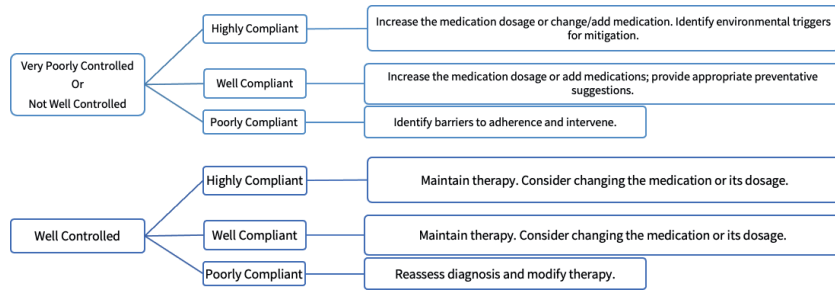 Very Poorly Controlled
Or
Not Well Controlled
Highly Compliant
Increase the medication dosage or change/add medication. Identify environmental triggers
for mitigation.
Well Compliant
Increase the medication dosage or add medications; provide appropriate preventative
suggestions.
Poorly Compliant
Identify barriers to adherence and intervene.
Well Controlled
Highly Compliant
Maintain therapy. Consider changing the medication or its dosage.
Well Compliant
Maintain therapy. Consider changing the medication or its dosage.
Poorly Compliant
Reassess diagnosis and modify therapy.